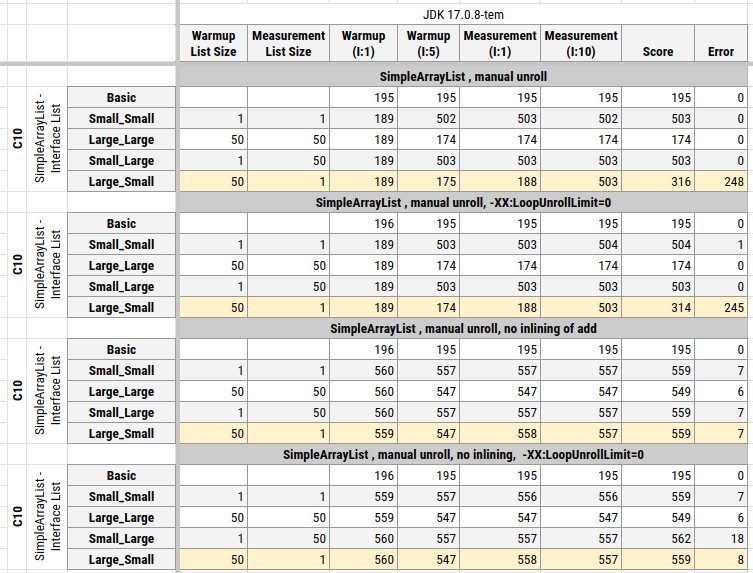 JDK 17.0.8-tem
Warmup List Size Measurement List Size Warmup (I:1) Warmup (I:5) Measurement (I:1) Measurement (I:10) Score Error
SimpleArrayList , manual unroll
C10
SimpleArrayList - Interface List
Basic 195 195 195 195 195 0
Small_Small 1 1 189 502 503 502 503 0
Large_Large 50 50 189 174 174 174 174 0
Small_Large 1 50 189 503 503 503 503 0
Large_Small 50 1 189 175 188 503 316 248
SimpleArrayList , manual unroll, -XX:LoopUnrollLimit=0
C10
SimpleArrayList - Interface List
Basic 196 195 195 195 195 0
Small_Small 1 1 189 503 503 504 504 1
Large_Large 50 50 189 174 174 174 174 0
Small_Large 1 50 189 503 503 503 503 0
Large_Small 50 1 189 174 188 503 314 245
SimpleArrayList , manual unroll, no inlining of add
C10
SimpleArrayList - Interface List
Basic 196 195 195 195 195 0
Small_Small 1 1 560 557 557 557 559 7
Large_Large 50 50 560 547 547 547 549 6
Small_Large 1 50 560 557 557 557 559 7
Large_Small 50 1 559 547 558 557 559 7
SimpleArrayList , manual unroll, no inlining, -XX:LoopUnrollLimit=0
C10
SimpleArrayList - Interface List
Basic 196 195 195 195 195 0
Small_Small 1 1 559 557 556 556 559 7
Large_Large 50 50 559 547 547 547 549 6
Small_Large 1 50 560 557 557 557 562 18
Large_Small 50 1 560 547 558 557 559 8